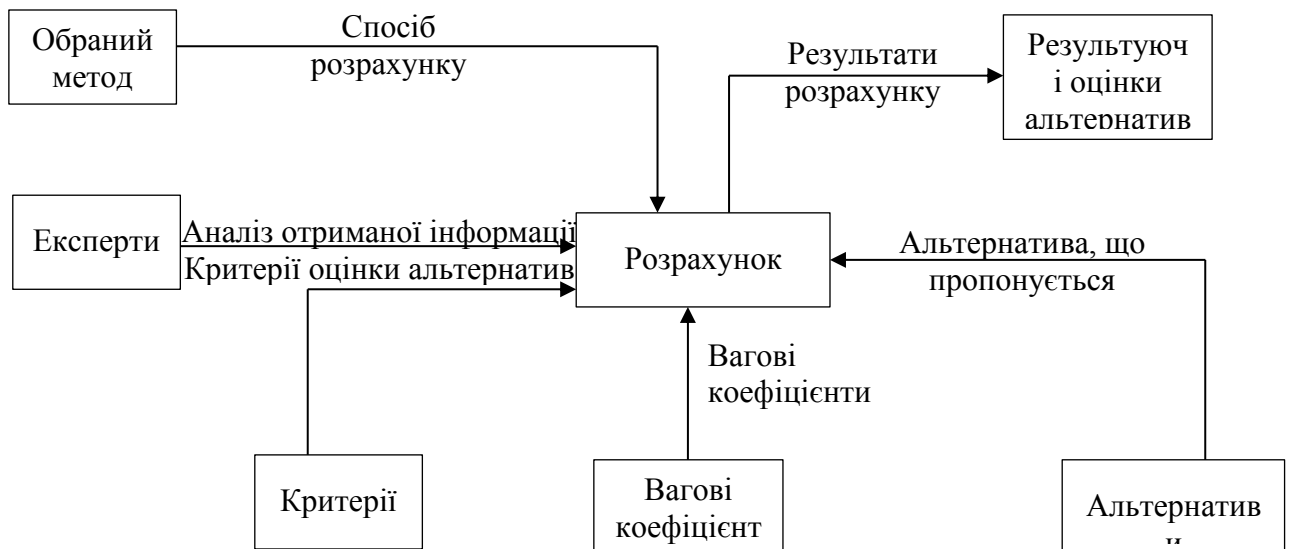 Обраний
метод
Спосіб
розрахунку
Результати
розрахунку
Результуюч
і оцінки
альтернатив
Експерти
Аналіз отриманої інформації
Критерії оцінки альтернатив
Розрахунок
Альтернатива, що
пропонується
Вагові
коефіцієнти
Критерії
Вагові
коефіцієнт
Альтернатив
и